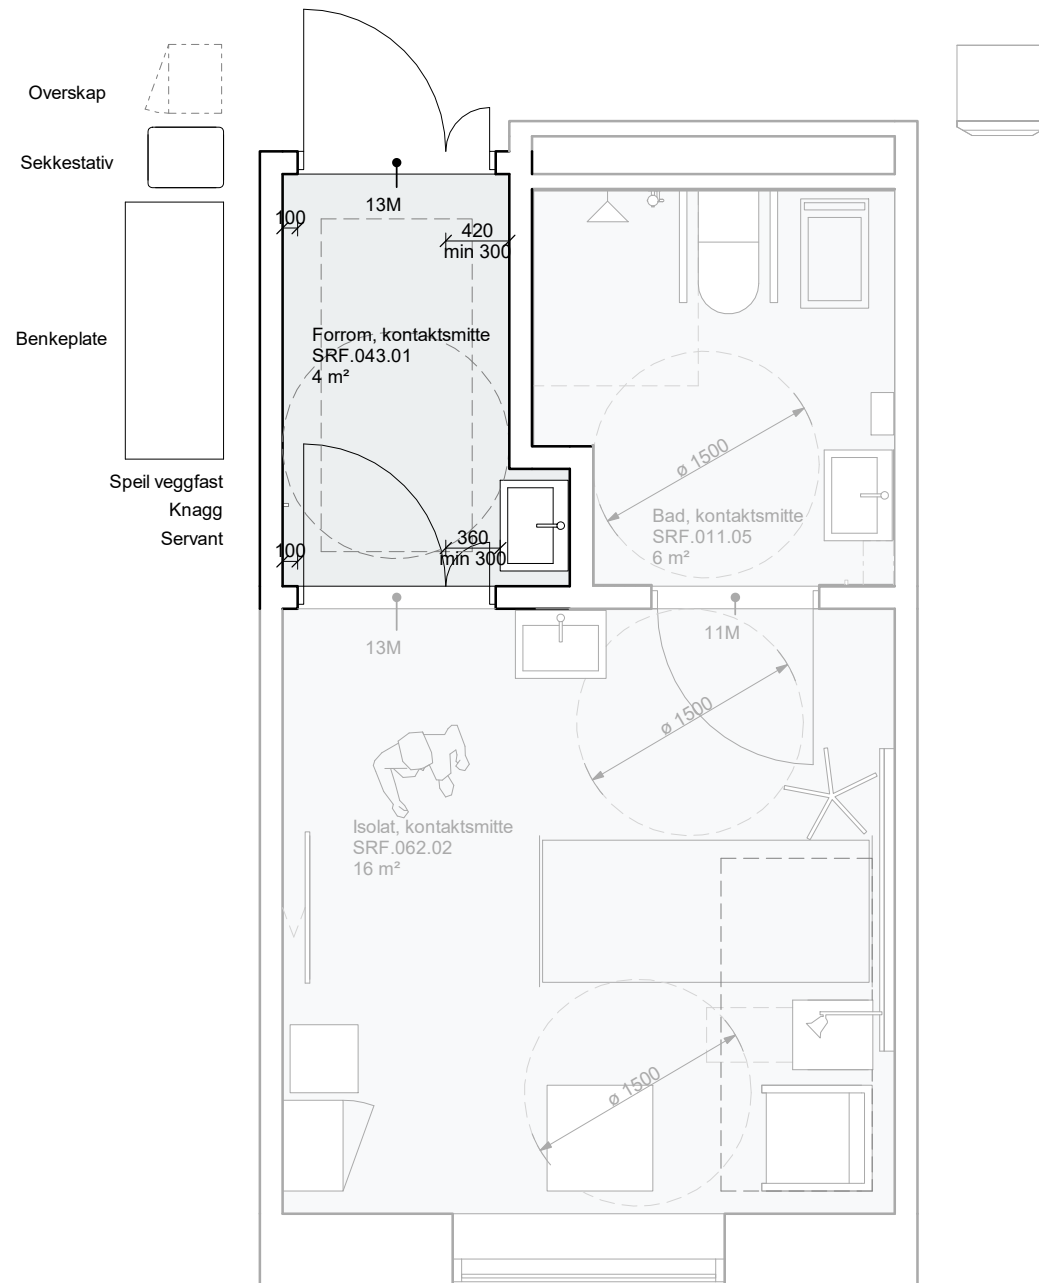 Overskap
Sekkestativ
Benkeplate
Speil veggfast
Knagg
Servant
13M
100
420
min 300
Forrom, kontaktsmitte
SRF.043.01
4 m²
ø 1500
Bad, kontaktsmitte
SRF.011.05
6 m²
100
360
min 300
13M
11M
ø 1500
Isolat, kontaktsmitte
SRF.062.02
16 m²
ø 1500